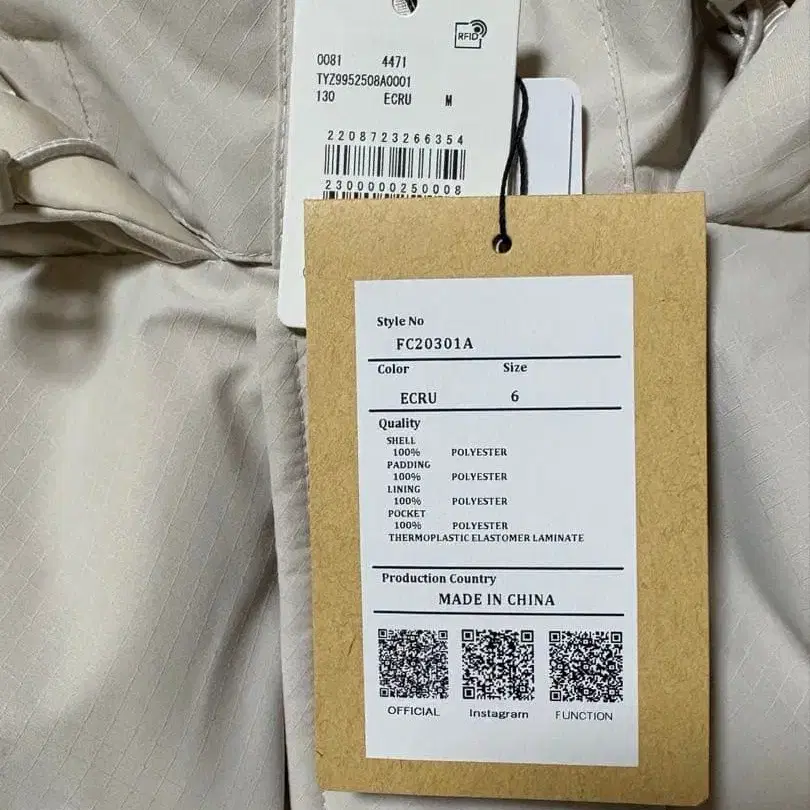 RFID
0081 4471
TYZ9952508A0001
130 ECRU M
2208723266354
2300000250008
Style No
FC20301A
Color Size
ECRU 6
Quality
SHELL
100% POLYESTER
PADDING
100% POLYESTER
LINING
100% POLYESTER
POCKET
100% POLYESTER
THERMOPLASTIC ELASTOMER LAMINATE
Production Country
MADE IN CHINA
OFFICIAL Instagram FUNCTION